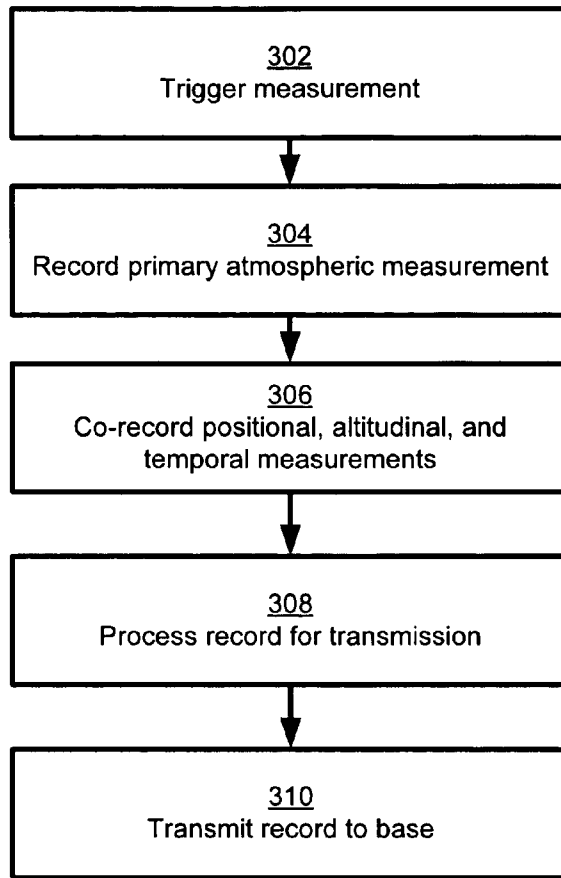 302
Trigger measurement
304
Record primary atmospheric measurement
306
Co-record positional, altitudinal, and
temporal measurements
308
Process record for transmission
310
Transmit record to base